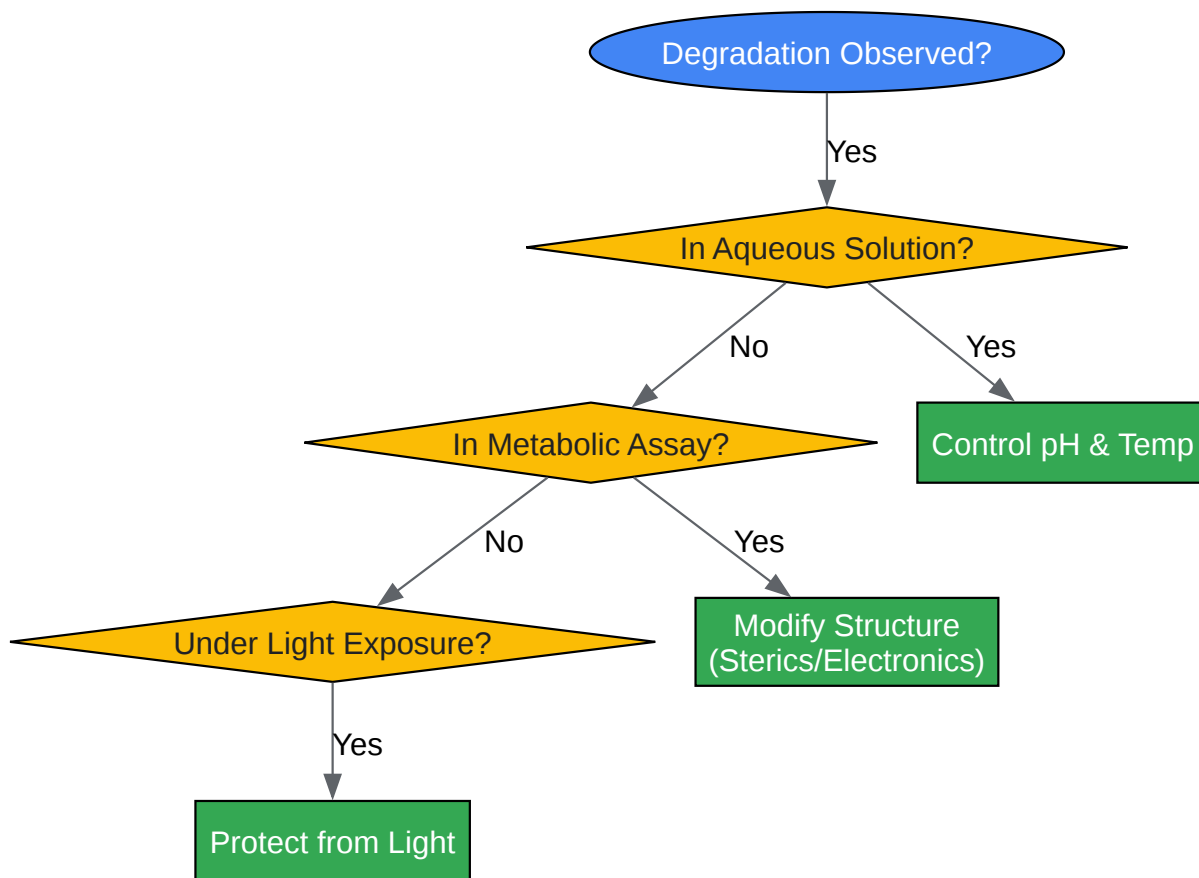 Degradation Observed?
Yes
In Aqueous Solution?
No
Yes
In Metabolic Assay?
Control pH & Temp
No
Yes
Under Light Exposure?
Modify Structure
(Sterics/Electronics)
Yes
Protect from Light